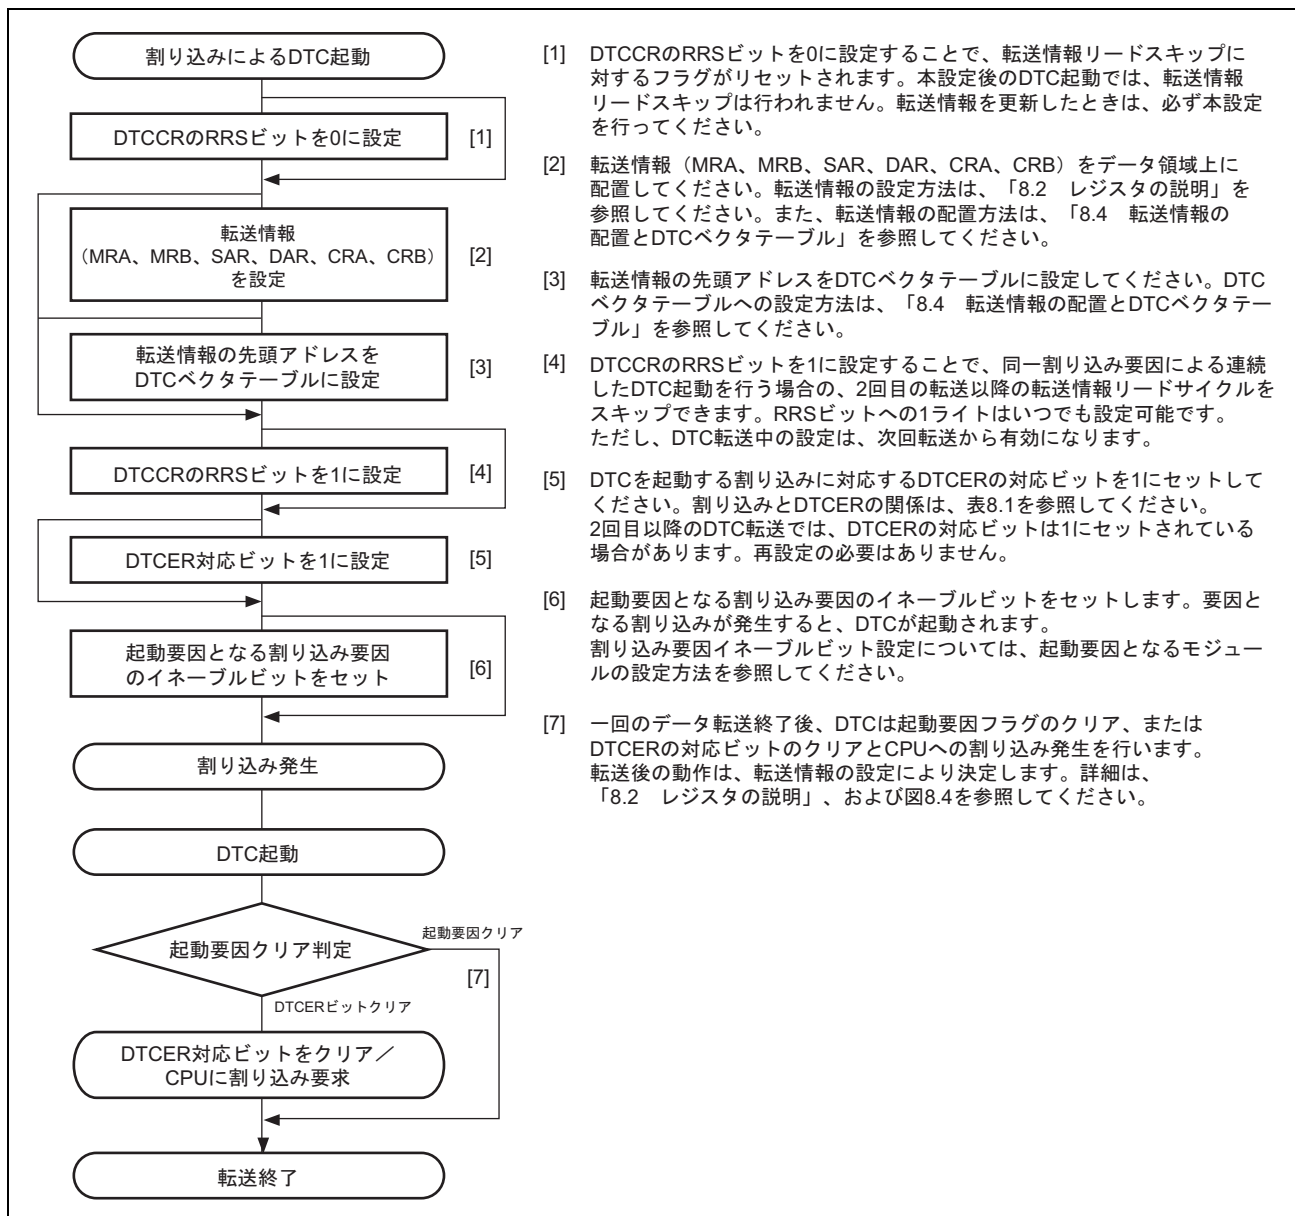 割り込みによるDTC起動
DTCCRのRRSビットを0に設定
[1]
転送情報
（MRA、MRB、SAR、DAR、CRA、CRB）
を設定
[2]
転送情報の先頭アドレスを
DTCベクタテーブルに設定
[3]
DTCCRのRRSビットを1に設定
[4]
DTCER対応ビットを1に設定
[5]
起動要因となる割り込み要因
のイネーブルビットをセット
[6]
割り込み発生
DTC起動
起動要因クリア判定
起動要因クリア
[7]
DTCERビットクリア
DTCER対応ビットをクリア／
CPUに割り込み要求
転送終了
[1] DTCCRのRRSビットを0に設定することで、転送情報リードスキップに
対するフラグがリセットされます。本設定後のDTC起動では、転送情報
リードスキップは行われません。転送情報を更新したときは、必ず本設定
を行ってください。
[2] 転送情報（MRA、MRB、SAR、DAR、CRA、CRB）をデータ領域上に
配置してください。転送情報の設定方法は、「8.2　レジスタの説明」を
参照してください。また、転送情報の配置方法は、「8.4　転送情報の
配置とDTCベクタテーブル」を参照してください。
[3] 転送情報の先頭アドレスをDTCベクタテーブルに設定してください。DTC
ベクタテーブルへの設定方法は、「8.4　転送情報の配置とDTCベクタテー
ブル」を参照してください。
[4] DTCCRのRRSビットを1に設定することで、同一割り込み要因による連続
したDTC起動を行う場合の、2回目の転送以降の転送情報リードサイクルを
スキップできます。RRSビットへの1ライトはいつでも設定可能です。
ただし、DTC転送中の設定は、次回転送から有効になります。
[5] DTCを起動する割り込みに対応するDTCERの対応ビットを1にセットして
ください。割り込みとDTCERの関係は、表8.1を参照してください。
2回目以降のDTC転送では、DTCERの対応ビットは1にセットされている
場合があります。再設定の必要はありません。
[6] 起動要因となる割り込み要因のイネーブルビットをセットします。要因と
なる割り込みが発生すると、DTCが起動されます。
割り込み要因イネーブルビット設定については、起動要因となるモジュー
ルの設定方法を参照してください。
[7] 一回のデータ転送終了後、DTCは起動要因フラグのクリア、または
DTCERの対応ビットのクリアとCPUへの割り込み発生を行います。
転送後の動作は、転送情報の設定により決定します。詳細は、
「8.2　レジスタの説明」、および図8.4を参照してください。